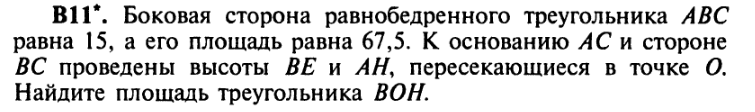 В11*. Боковая сторона равнобедренного треугольника ABC
равна 15, а его площадь равна 67,5. К основанию AC и стороне
BC проведены высоты BE и AH, пересекающиеся в точке O.
Найдите площадь треугольника BOH.